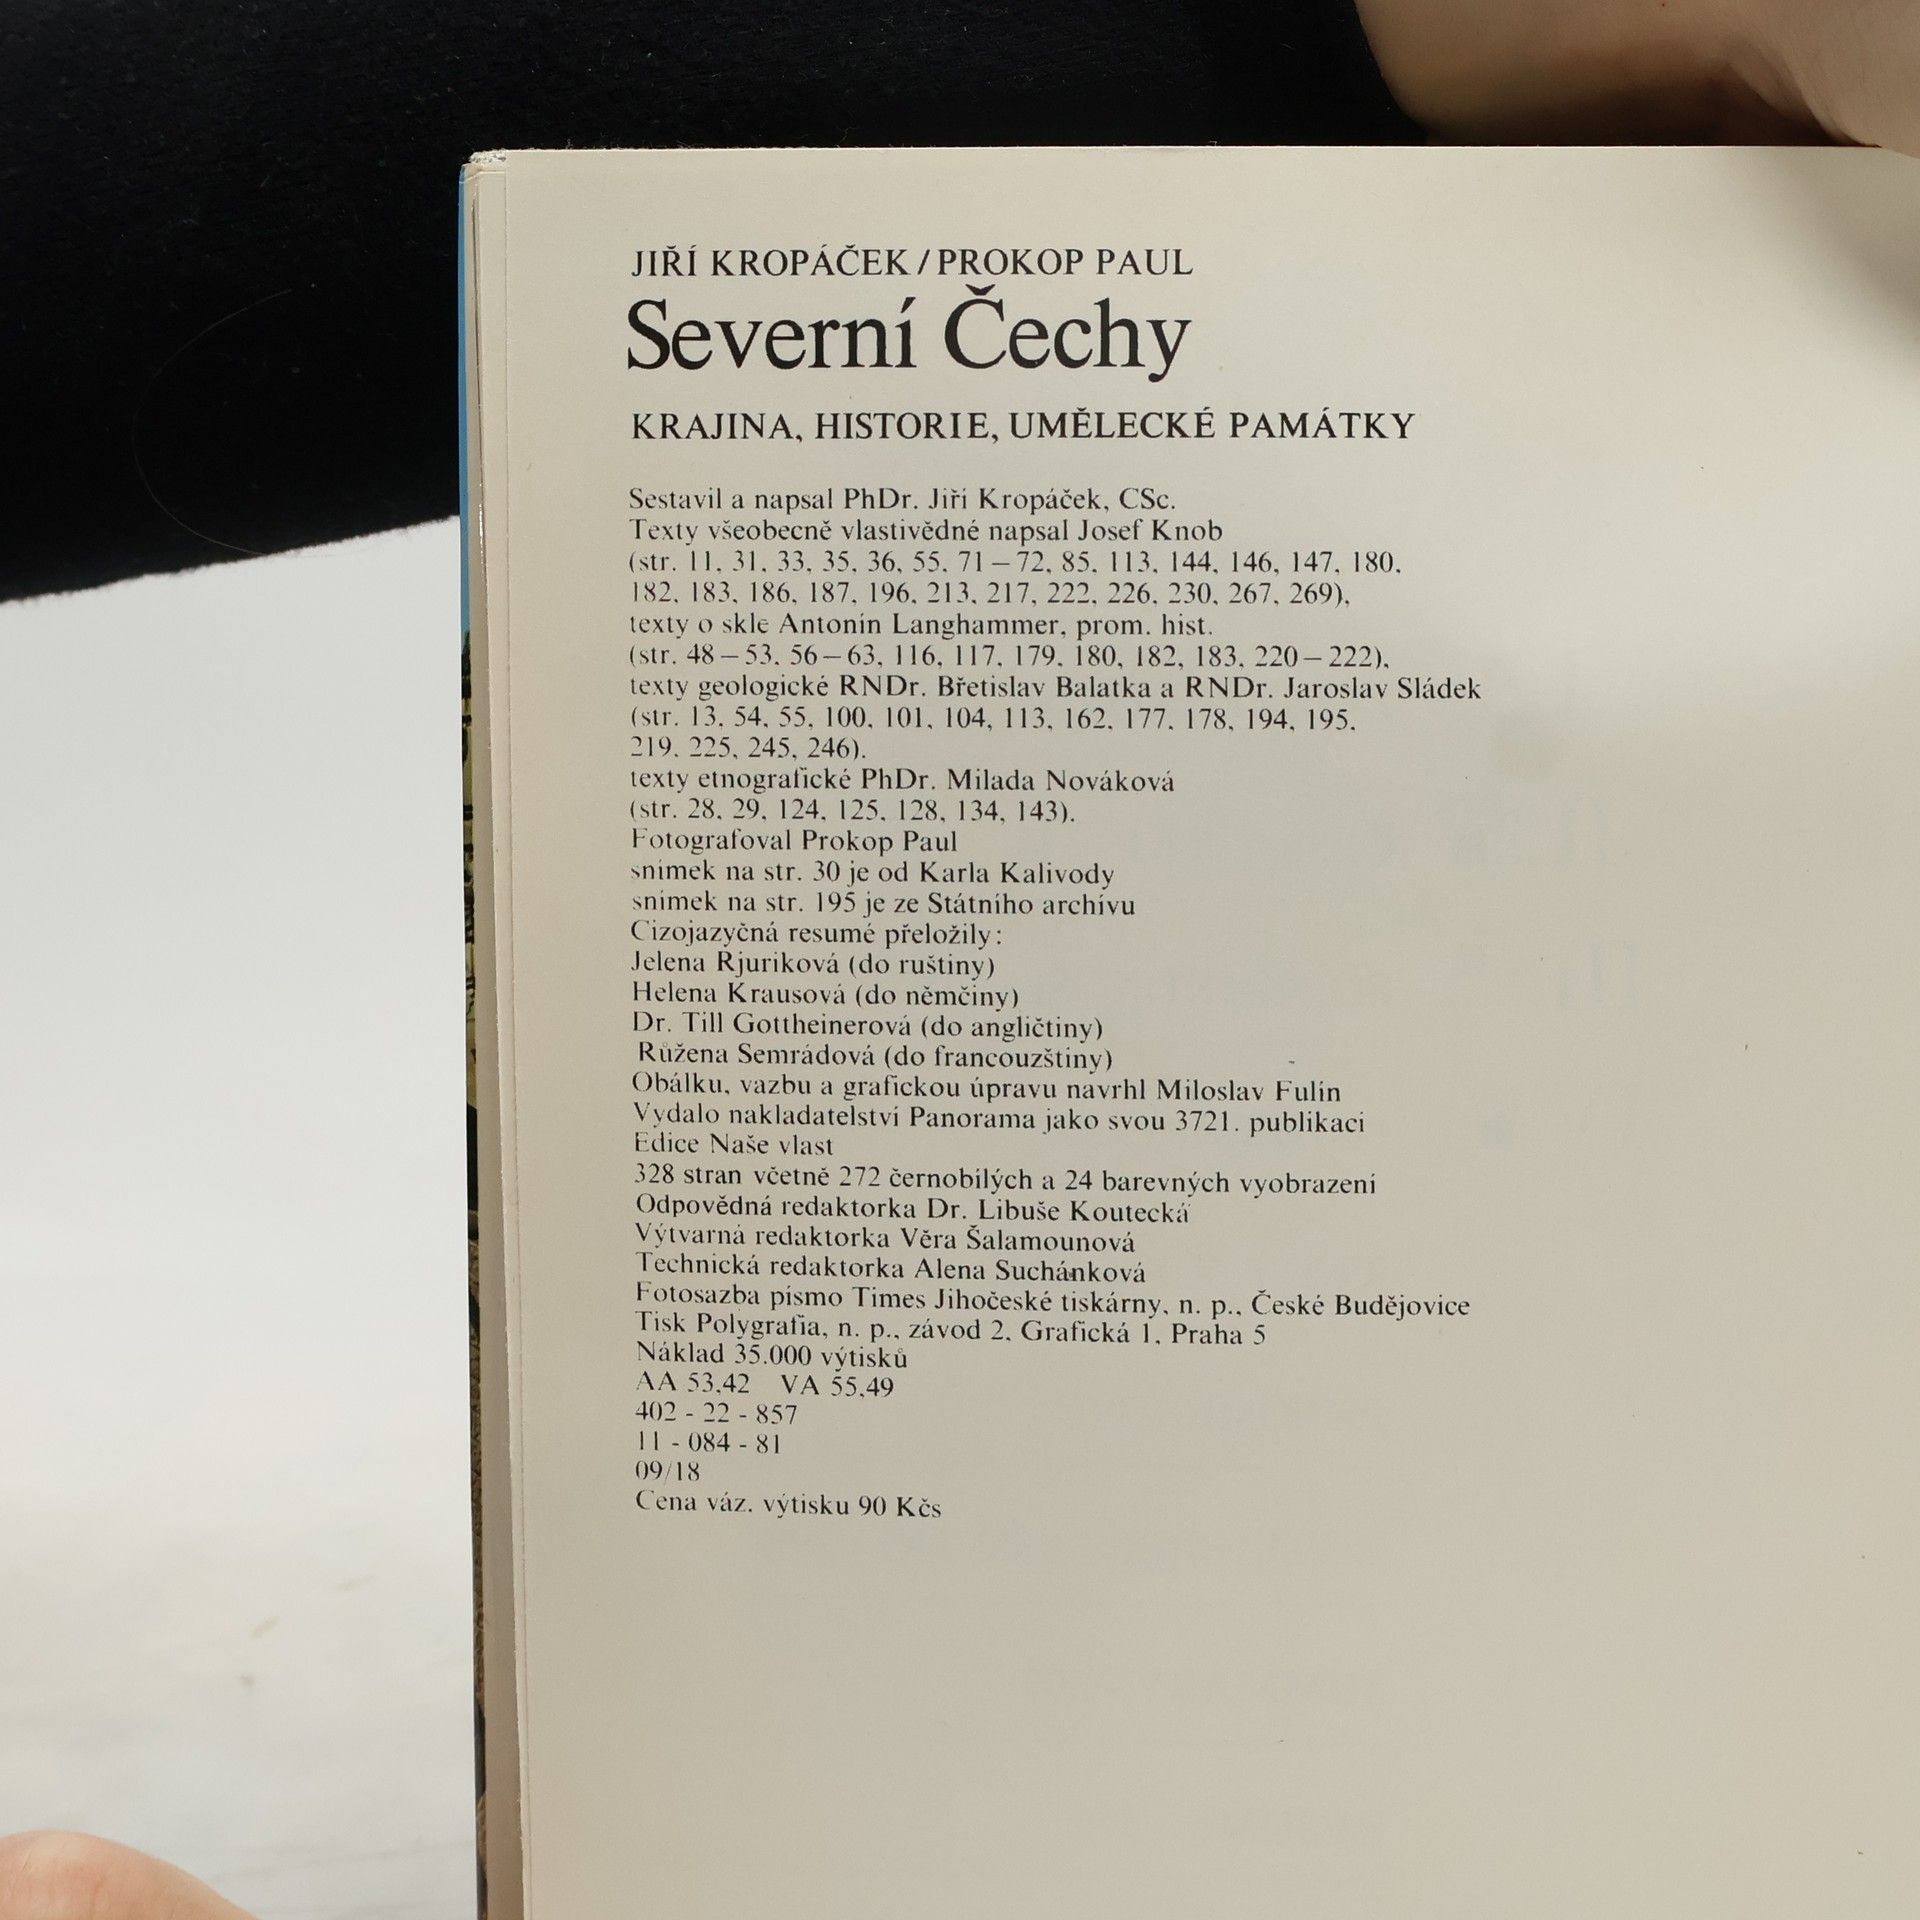 JIŘÍ KROPÁČEK / PROKOP PAUL
Severní Čechy
KRAJINA, HISTORIE, UMĚLECKÉ PAMÁTKY
Sestavil a napsal PhDr. Jiří Kropáček, CSc.
Texty všeobecně vlastivědné napsal Josef Knob
(str. 11, 31, 33, 35, 36, 55, 71–72, 85, 113, 144, 146, 147, 180,
182, 183, 186, 187, 196, 213, 217, 222, 226, 230, 267, 269),
texty o skle Antonín Langhammer, prom. hist.
(str. 48–53, 56–63, 116, 117, 179, 180, 182, 183, 220–222),
texty geologické RNDr. Břetislav Balatka a RNDr. Jaroslav Sládek
(str. 13, 54, 55, 100, 101, 104, 113, 162, 177, 178, 194, 195,
219, 225, 245, 246),
texty etnografické PhDr. Milada Nováková
(str. 28, 29, 124, 125, 128, 134, 143).
Fotografoval Prokop Paul
snímek na str. 30 je od Karla Kalivody
snímek na str. 195 je ze Státního archívu
Cizojazyčná resumé přeložily:
Jelena Rjuriková (do ruštiny)
Helena Krausová (do němčiny)
Dr. Till Gottheinerová (do angličtiny)
Růžena Semrádová (do francouzštiny)
Obálku, vazbu a grafickou úpravu navrhl Miloslav Fulín
Vydalo nakladatelství Panorama jako svou 3721. publikaci
Edice Naše vlast
328 stran včetně 272 černobílých a 24 barevných vyobrazení
Odpovědná redaktorka Dr. Libuše Koutecká
Výtvarná redaktorka Věra Šalamounová
Technická redaktorka Alena Suchánková
Fotosazba písmo Times Jihočeské tiskárny, n. p., České Budějovice
Tisk Polygrafia, n. p., závod 2, Grafická 1, Praha 5
Náklad 35.000 výtisků
AA 53,42 VA 55,49
402 - 22 - 857
11 - 084 - 81
09/18
Cena váz. výtisku 90 Kčs